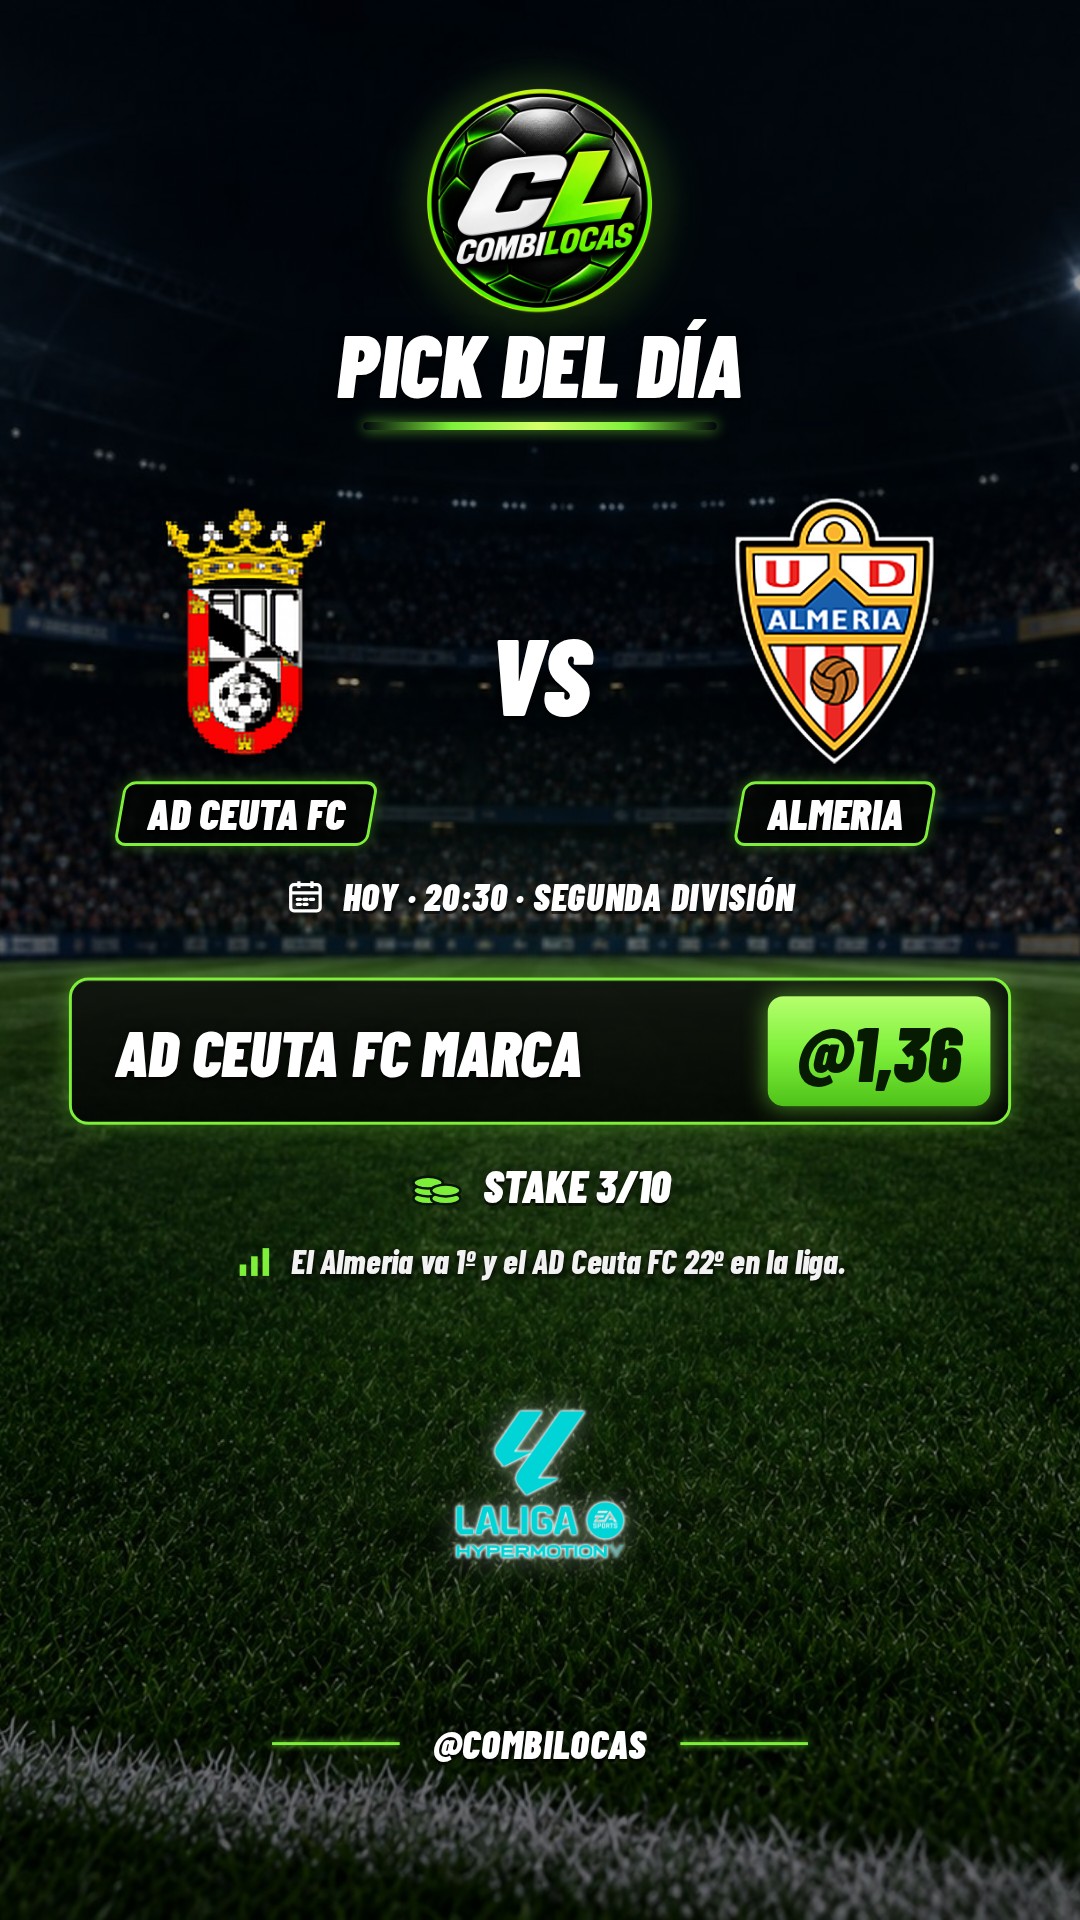 CL
COMBILOCAS
PICK DEL DÍA
U D
ALMERIA
VS
AD CEUTA FC
ALMERIA
HOY · 20:30 · SEGUNDA DIVISIÓN
AD CEUTA FC MARCA
@1,36
STAKE 3/10
El Almeria va 1º y el AD Ceuta FC 22º en la liga.
LALIGA EA SPORTS
HYPERMOTION
@COMBILOCAS